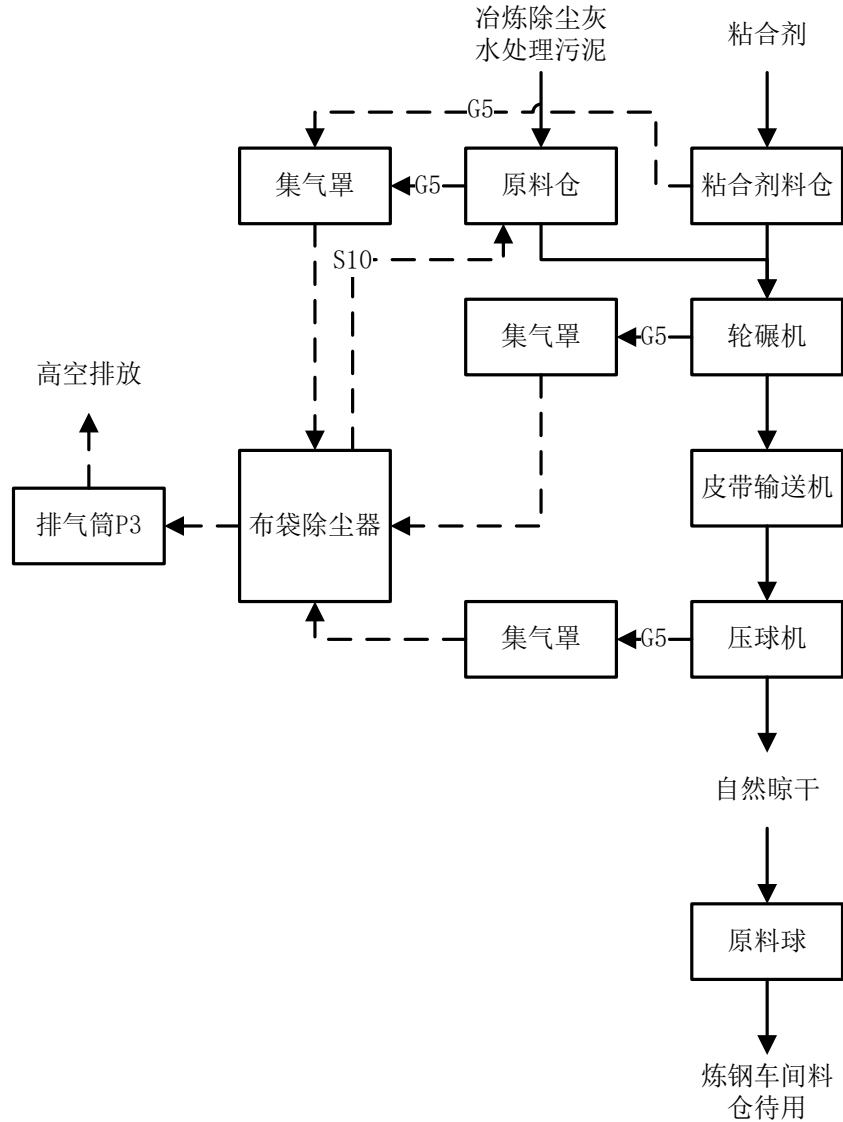 冶炼除尘灰
水处理污泥
粘合剂
G5
集气罩
G5
原料仓
粘合剂料仓
S10
集气罩
G5
轮碾机
高空排放
皮带输送机
排气筒P3
布袋除尘器
集气罩
G5
压球机
自然晾干
原料球
炼钢车间料
仓待用